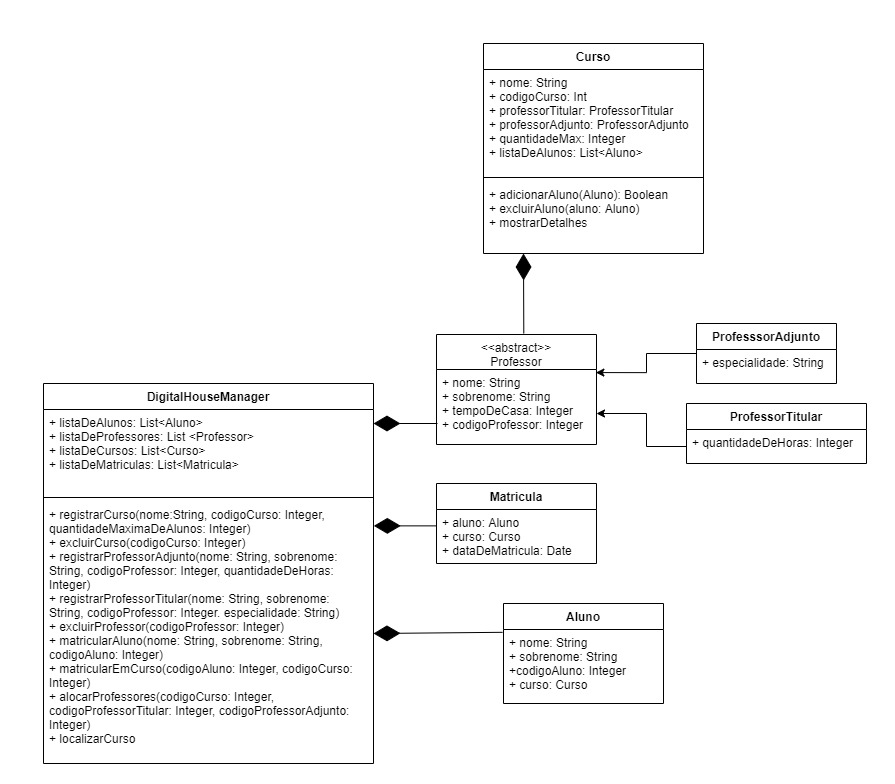 Curso
+ nome: String
+ codigoCurso: Int
+ professorTitular: ProfessorTitular
+ professorAdjunto: ProfessorAdjunto
+ quantidadeMax: Integer
+ listaDeAlunos: List<Aluno>
+ adicionarAluno(Aluno): Boolean
+ excluirAluno(aluno: Aluno)
+ mostrarDetalhes
<<abstract>>
Professor
+ nome: String
+ sobrenome: String
+ tempoDeCasa: Integer
+ codigoProfessor: Integer
ProfesssorAdjunto
+ especialidade: String
ProfessorTitular
+ quantidadeDeHoras: Integer
DigitalHouseManager
+ listaDeAlunos: List<Aluno>
+ listaDeProfessores: List <Professor>
+ listaDeCursos: List<Curso>
+ listaDeMatriculas: List<Matricula>
+ registrarCurso(nome:String, codigoCurso: Integer,
quantidadeMaximaDeAlunos: Integer)
+ excluirCurso(codigoCurso: Integer)
+ registrarProfessorAdjunto(nome: String, sobrenome:
String, codigoProfessor: Integer, quantidadeDeHoras:
Integer)
+ registrarProfessorTitular(nome: String, sobrenome:
String, codigoProfessor: Integer. especialidade: String)
+ excluirProfessor(codigoProfessor: Integer)
+ matricularAluno(nome: String, sobrenome: String,
codigoAluno: Integer)
+ matricularEmCurso(codigoAluno: Integer, codigoCurso:
Integer)
+ alocarProfessores(codigoCurso: Integer,
codigoProfessorTitular: Integer, codigoProfessorAdjunto:
Integer)
+ localizarCurso
Matricula
+ aluno: Aluno
+ curso: Curso
+ dataDeMatricula: Date
Aluno
+ nome: String
+ sobrenome: String
+codigoAluno: Integer
+ curso: Curso